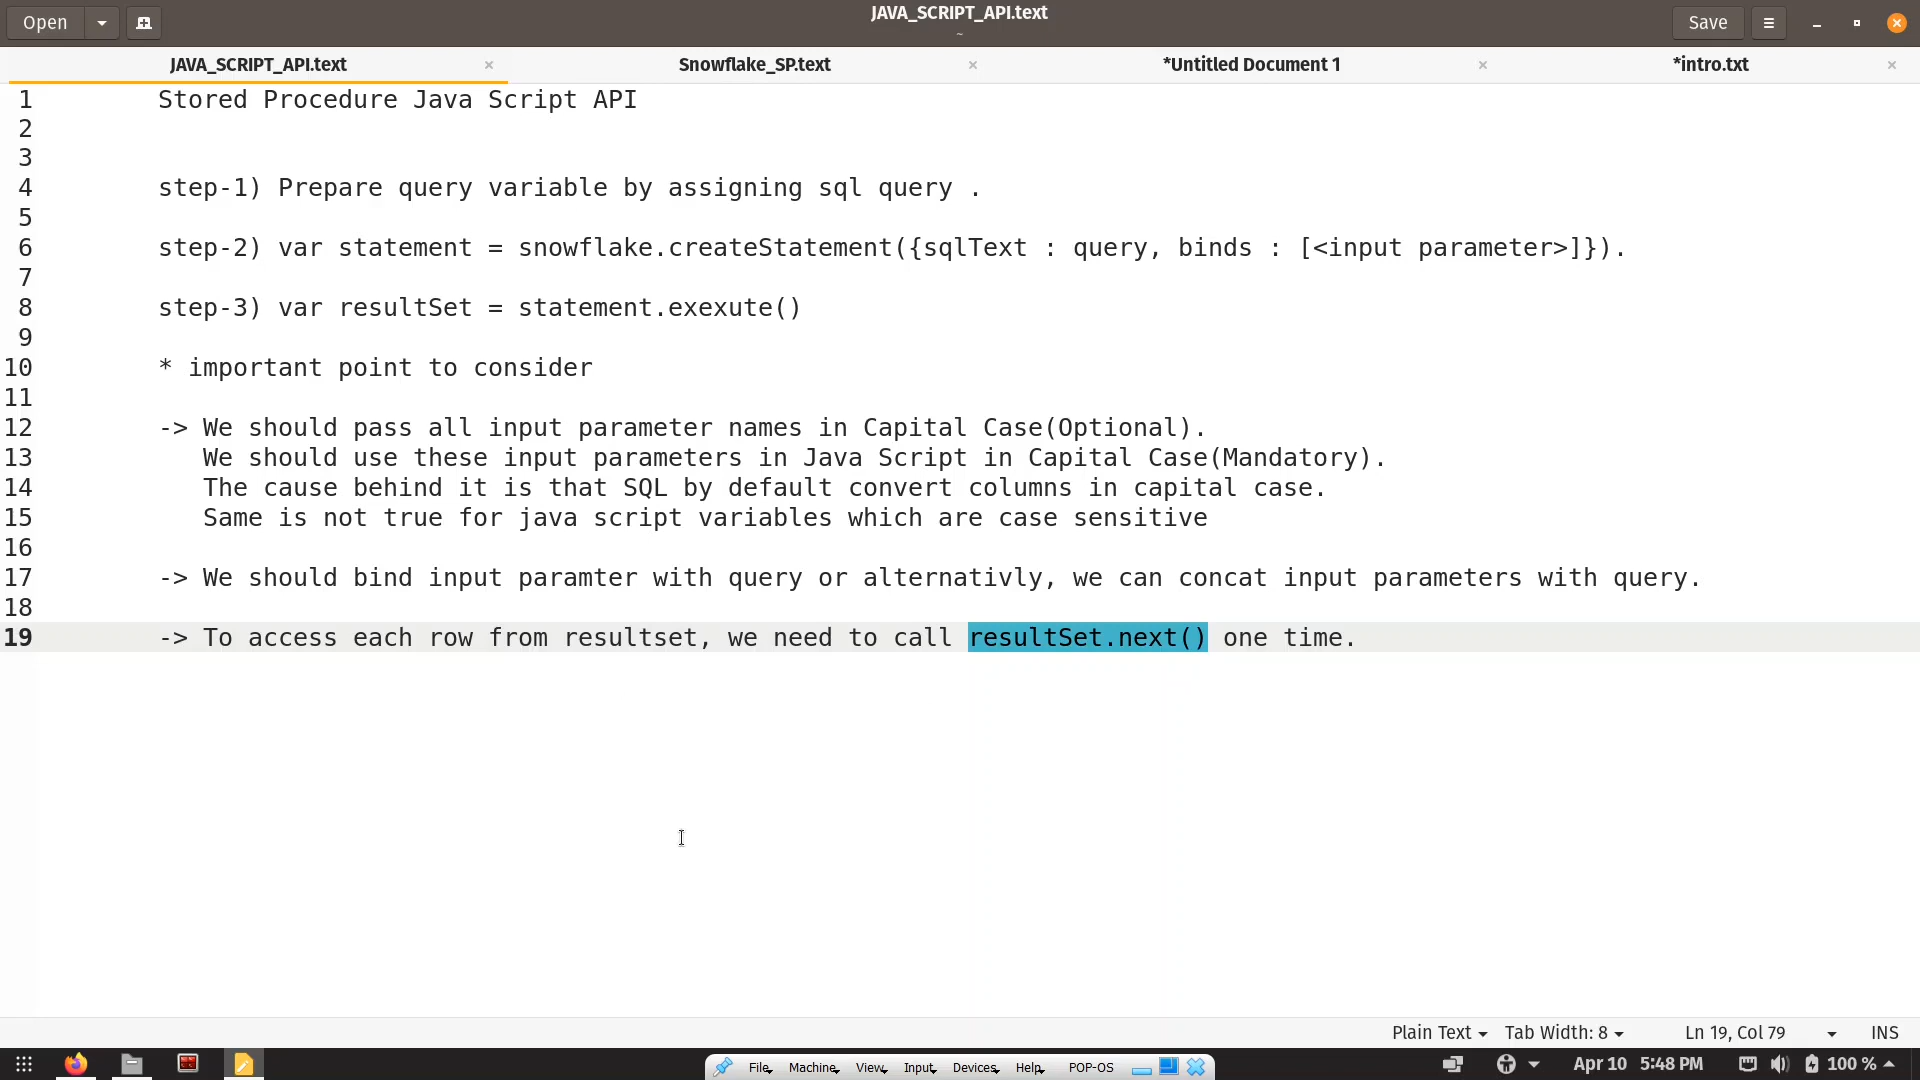 Open
JAVA_SCRIPT_API.text
~
Save
JAVA_SCRIPT_API.text
Snowflake_SP.text
*Untitled Document 1
*intro.txt
1 Stored Procedure Java Script API
2
3
4 step-1) Prepare query variable by assigning sql query .
5
6 step-2) var statement = snowflake.createStatement({sqlText : query, binds : [<input parameter>]}).
7
8 step-3) var resultSet = statement.exexute()
9
10 * important point to consider
11
12 -> We should pass all input parameter names in Capital Case(Optional).
13 We should use these input parameters in Java Script in Capital Case(Mandatory).
14 The cause behind it is that SQL by default convert columns in capital case.
15 Same is not true for java script variables which are case sensitive
16
17 -> We should bind input paramter with query or alternativly, we can concat input parameters with query.
18
19 -> To access each row from resultset, we need to call resultSet.next() one time.
Plain Text Tab Width: 8 Ln 19, Col 79 INS
File Machine View Input Devices Help POP-OS Apr 10 5:48 PM 100 %